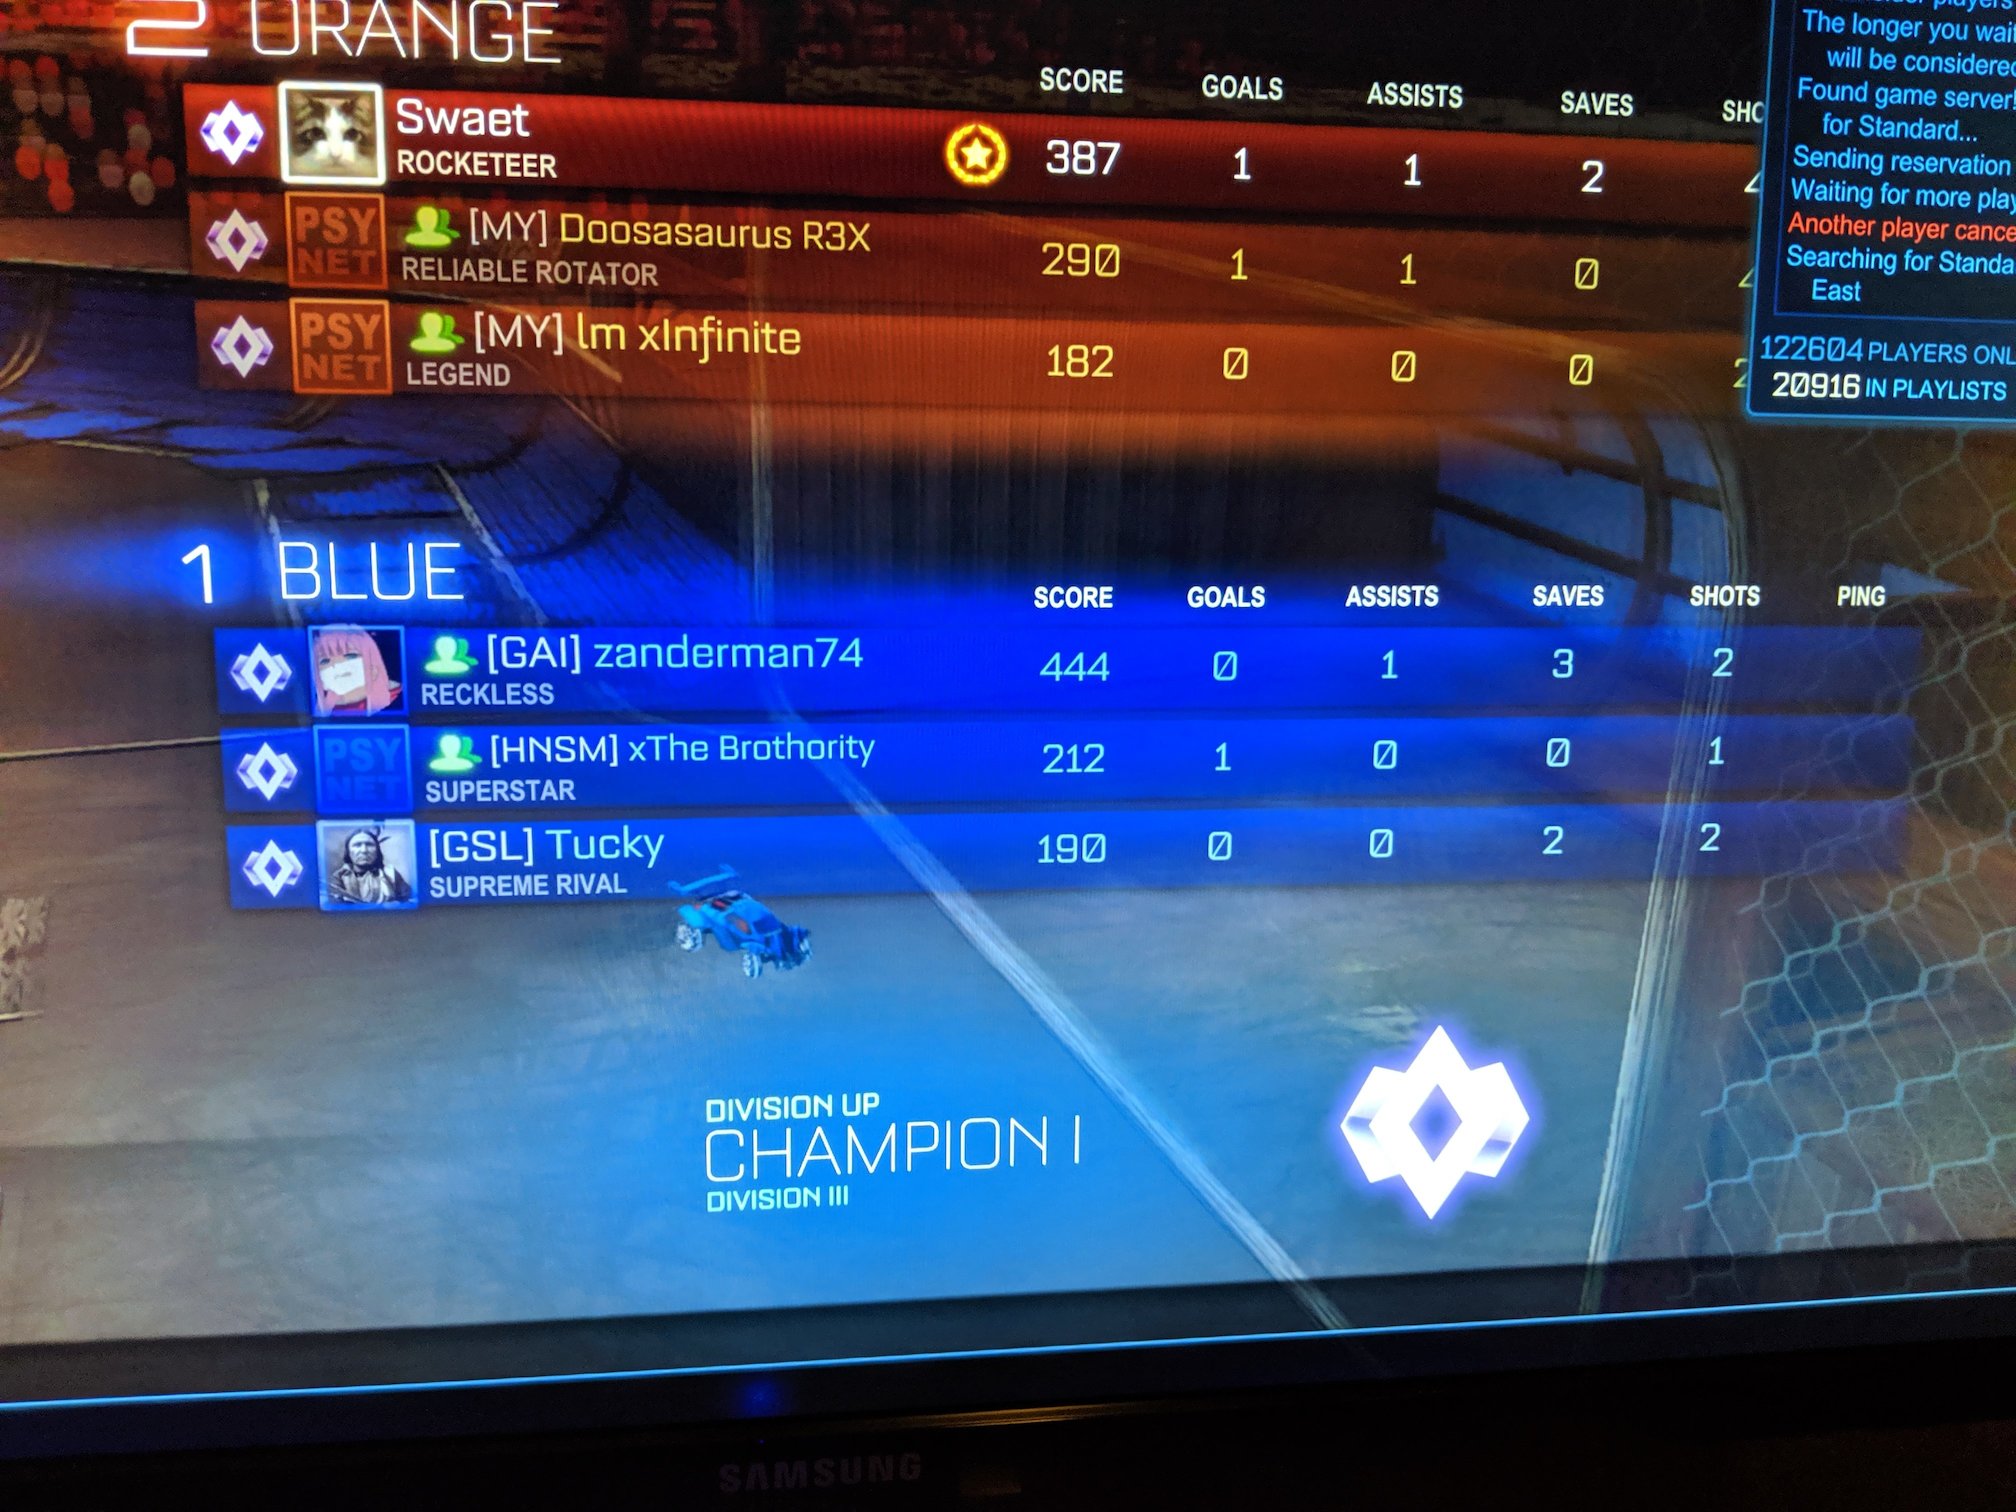 2 ORANGE
SCORE GOALS ASSISTS SAVES
Swaet 387 1 1 2
ROCKETEER
PSY NET [MY] Doosasaurus R3X 290 1 1 0
RELIABLE ROTATOR
PSY NET [MY] lm xInfinite 182 0 0 0 2
LEGEND
The longer you wait
will be considered
Found game server!
for Standard...
Sending reservation
Waiting for more
Another player
Searching for
East
122604 PLAYERS
20916 IN PLAYLISTS
1 BLUE
SCORE GOALS ASSISTS SAVES SHOTS PING
[GAI] zanderman74 444 0 1 3 2
RECKLESS
PSY NET [HNSM] xThe Brothority 212 1 0 0 1
SUPERSTAR
[GSL] Tucky 190 0 0 2 2
SUPREME RIVAL
DIVISION UP
CHAMPION I
DIVISION III
SAMSUNG